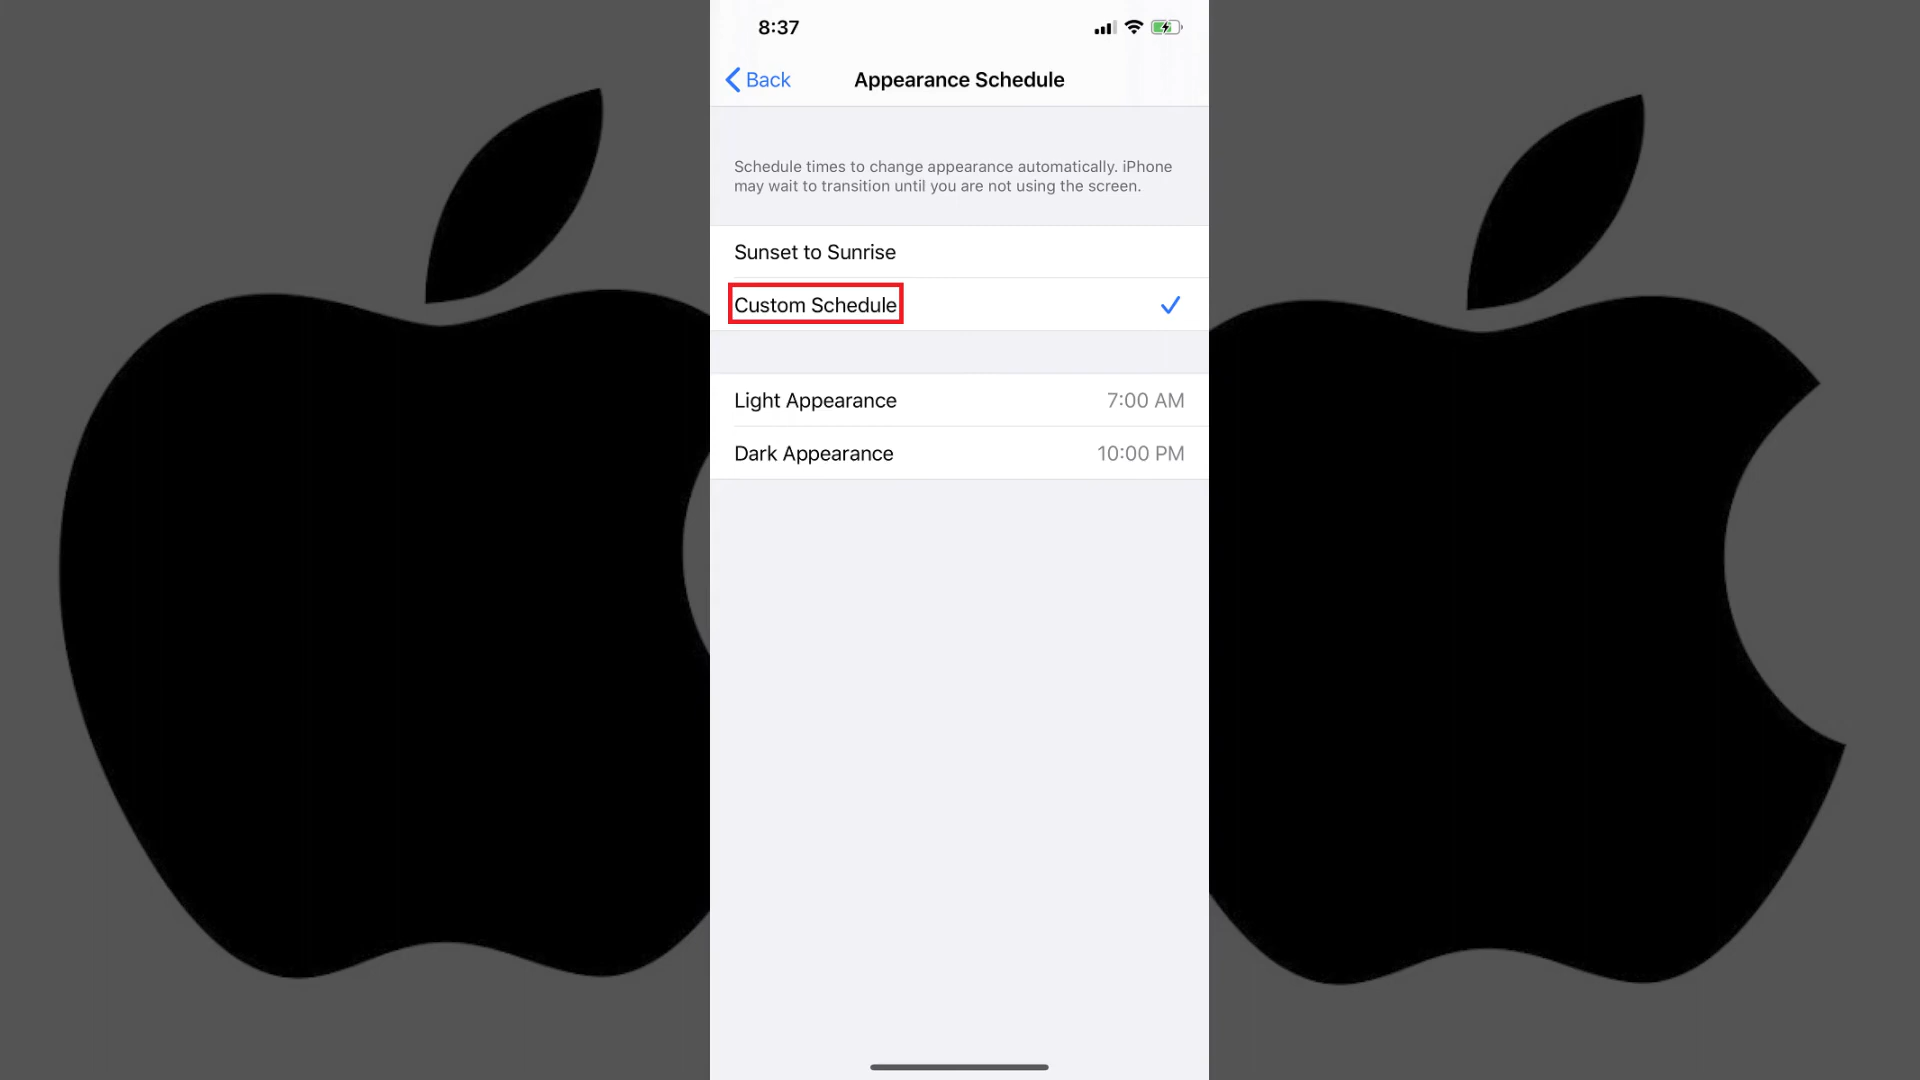 8:37
Back
Appearance Schedule
Schedule times to change appearance automatically. iPhone
may wait to transition until you are not using the screen.
Sunset to Sunrise
Custom Schedule
Light Appearance 7:00 AM
Dark Appearance 10:00 PM